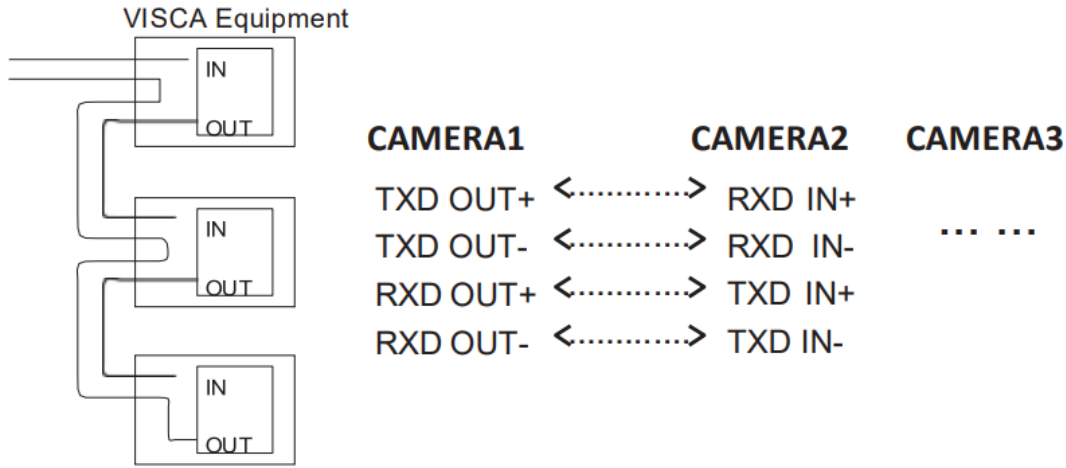 VISCA Equipment
IN
OUT
IN
OUT
IN
OUT
CAMERA1 CAMERA2 CAMERA3
TXD OUT+ <.............> RXD IN+
TXD OUT- <.............> RXD IN-
... ...
RXD OUT+ <.............> TXD IN+
RXD OUT- <.............> TXD IN-